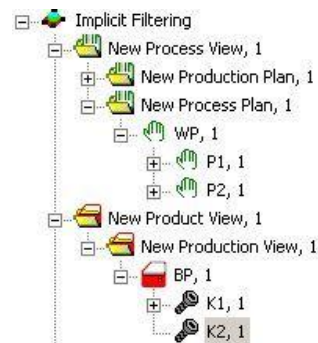 Implicit Filtering
New Process View, 1
New Production Plan, 1
New Process Plan, 1
WP, 1
P1, 1
P2, 1
New Product View, 1
New Production View, 1
BP, 1
K1, 1
K2, 1